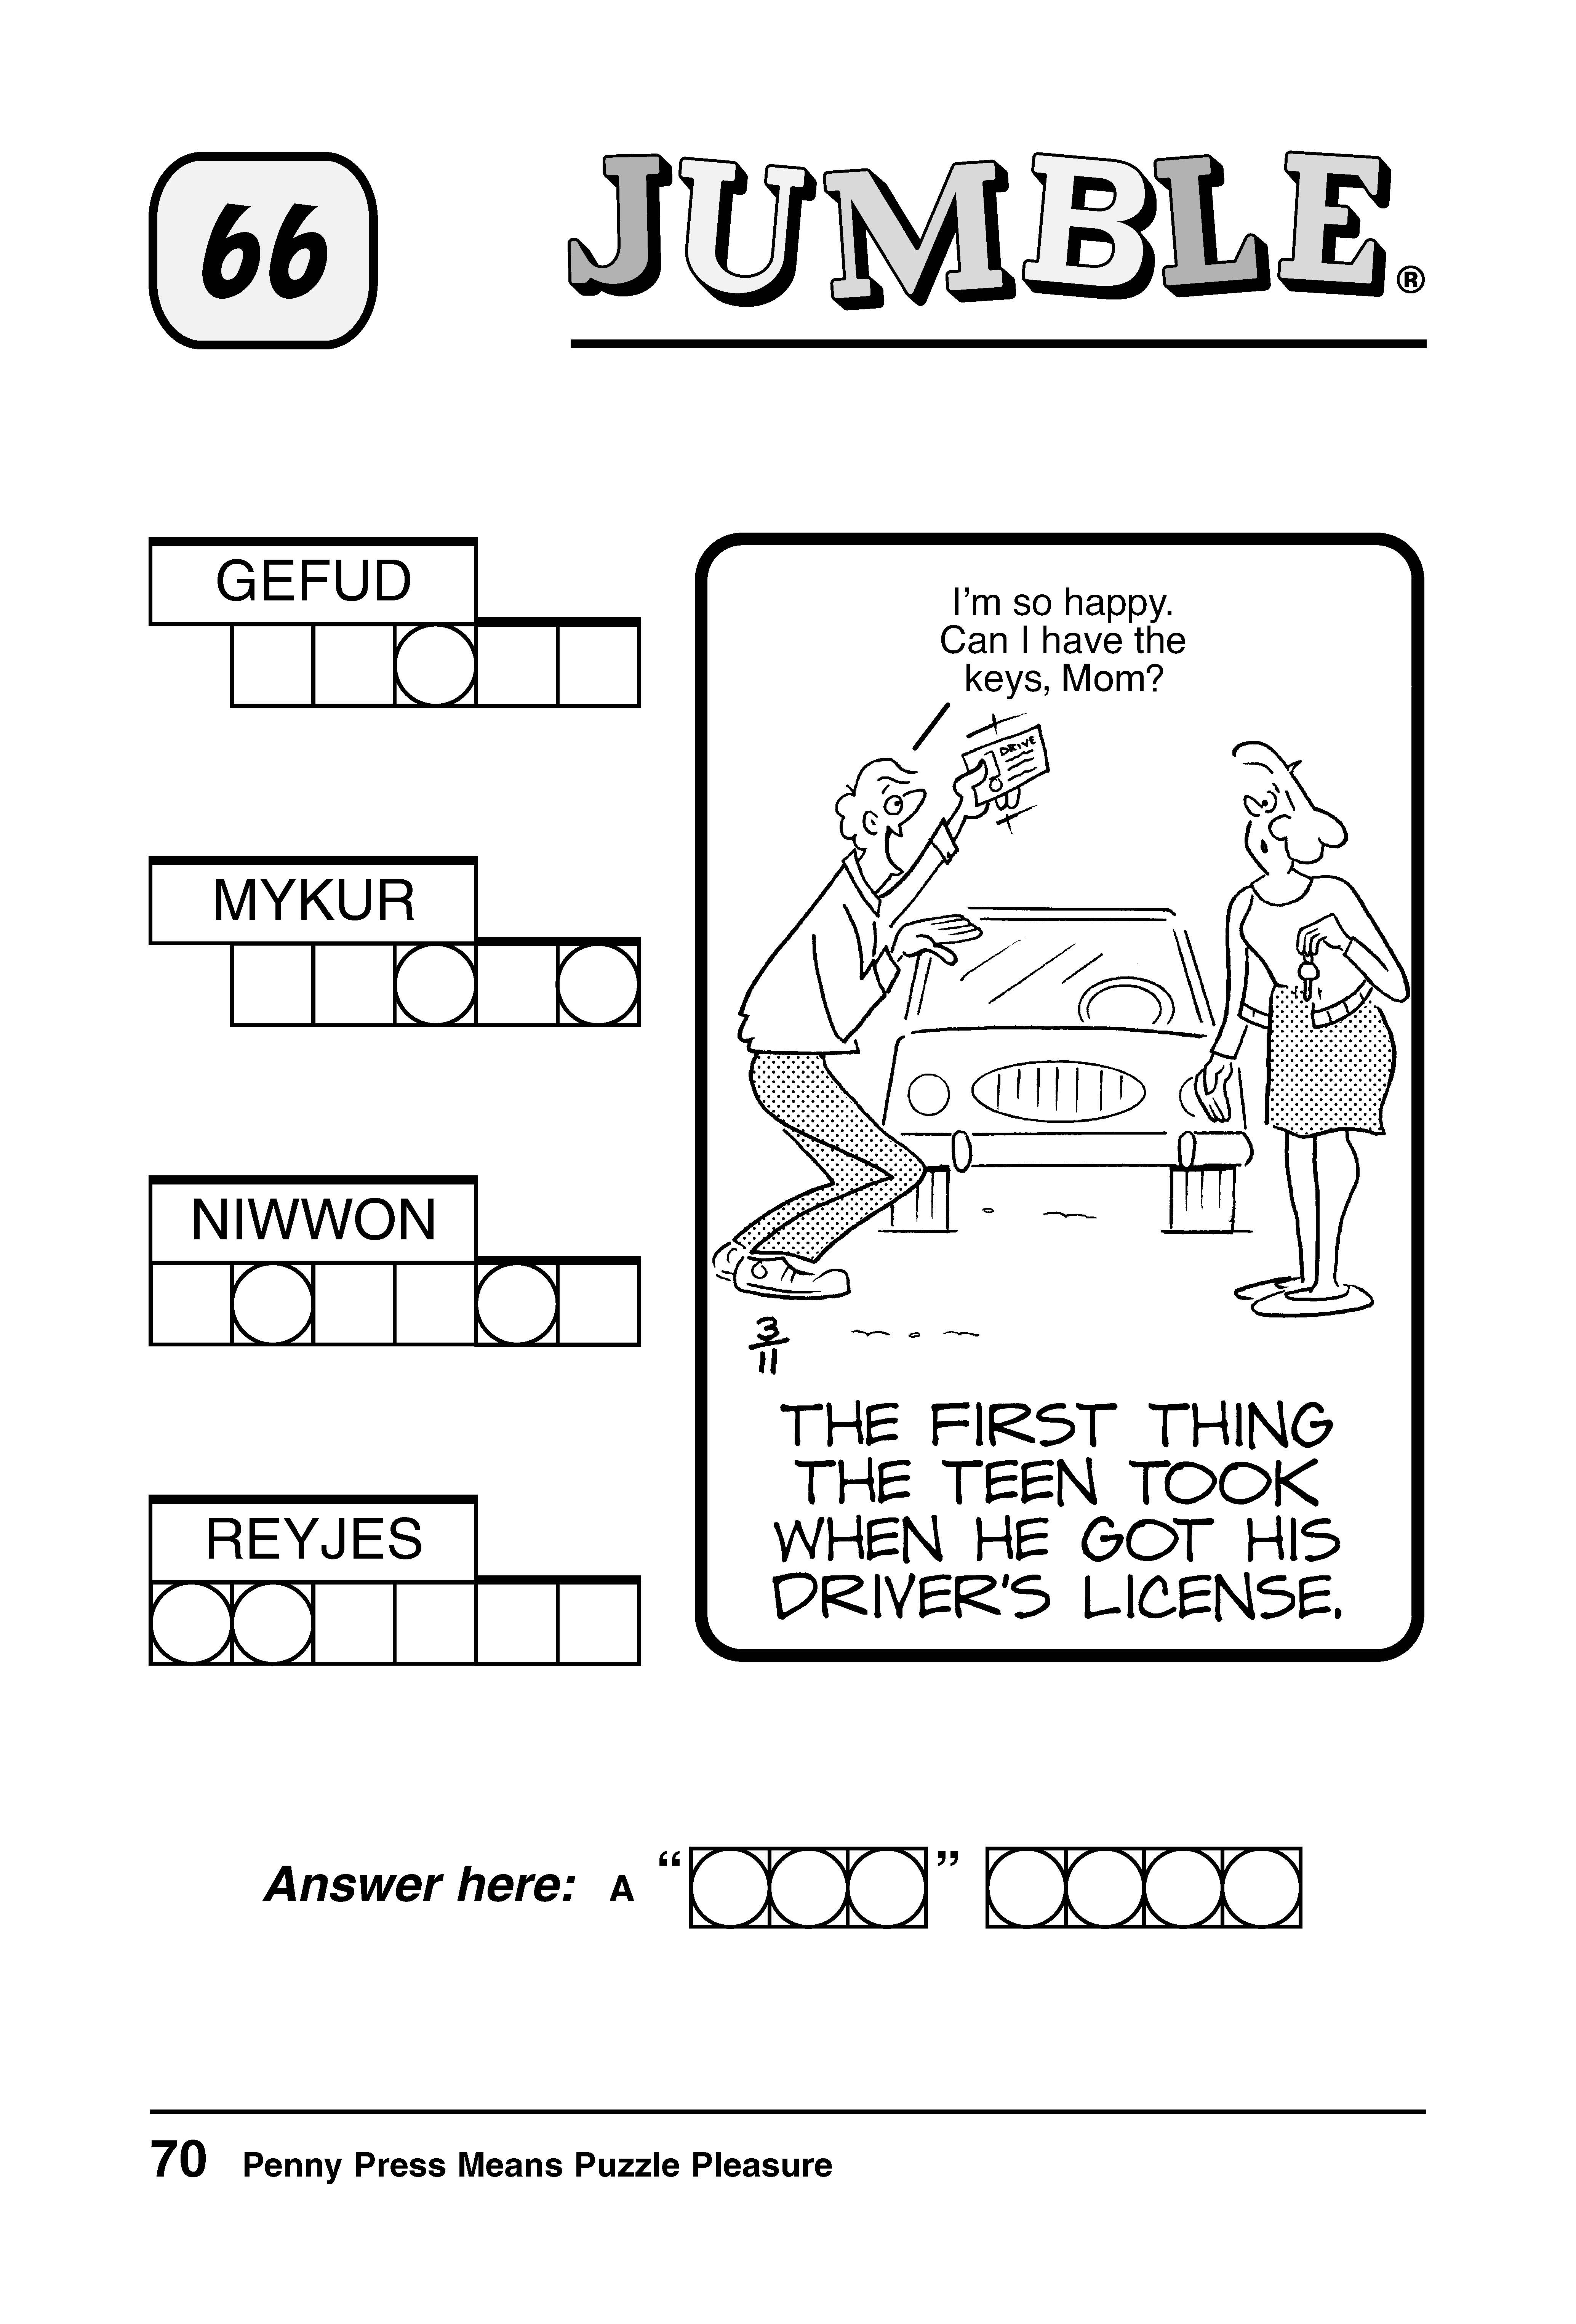 66
JUMBLE®
GEFUD
MYKUR
NIWWON
REYJES
I'm so happy.
Can I have the
keys, Mom?
DRIVE
3
11
THE FIRST THING
THE TEEN TOOK
WHEN HE GOT HIS
DRIVER'S LICENSE.
Answer here: A “ ”
70 Penny Press Means Puzzle Pleasure